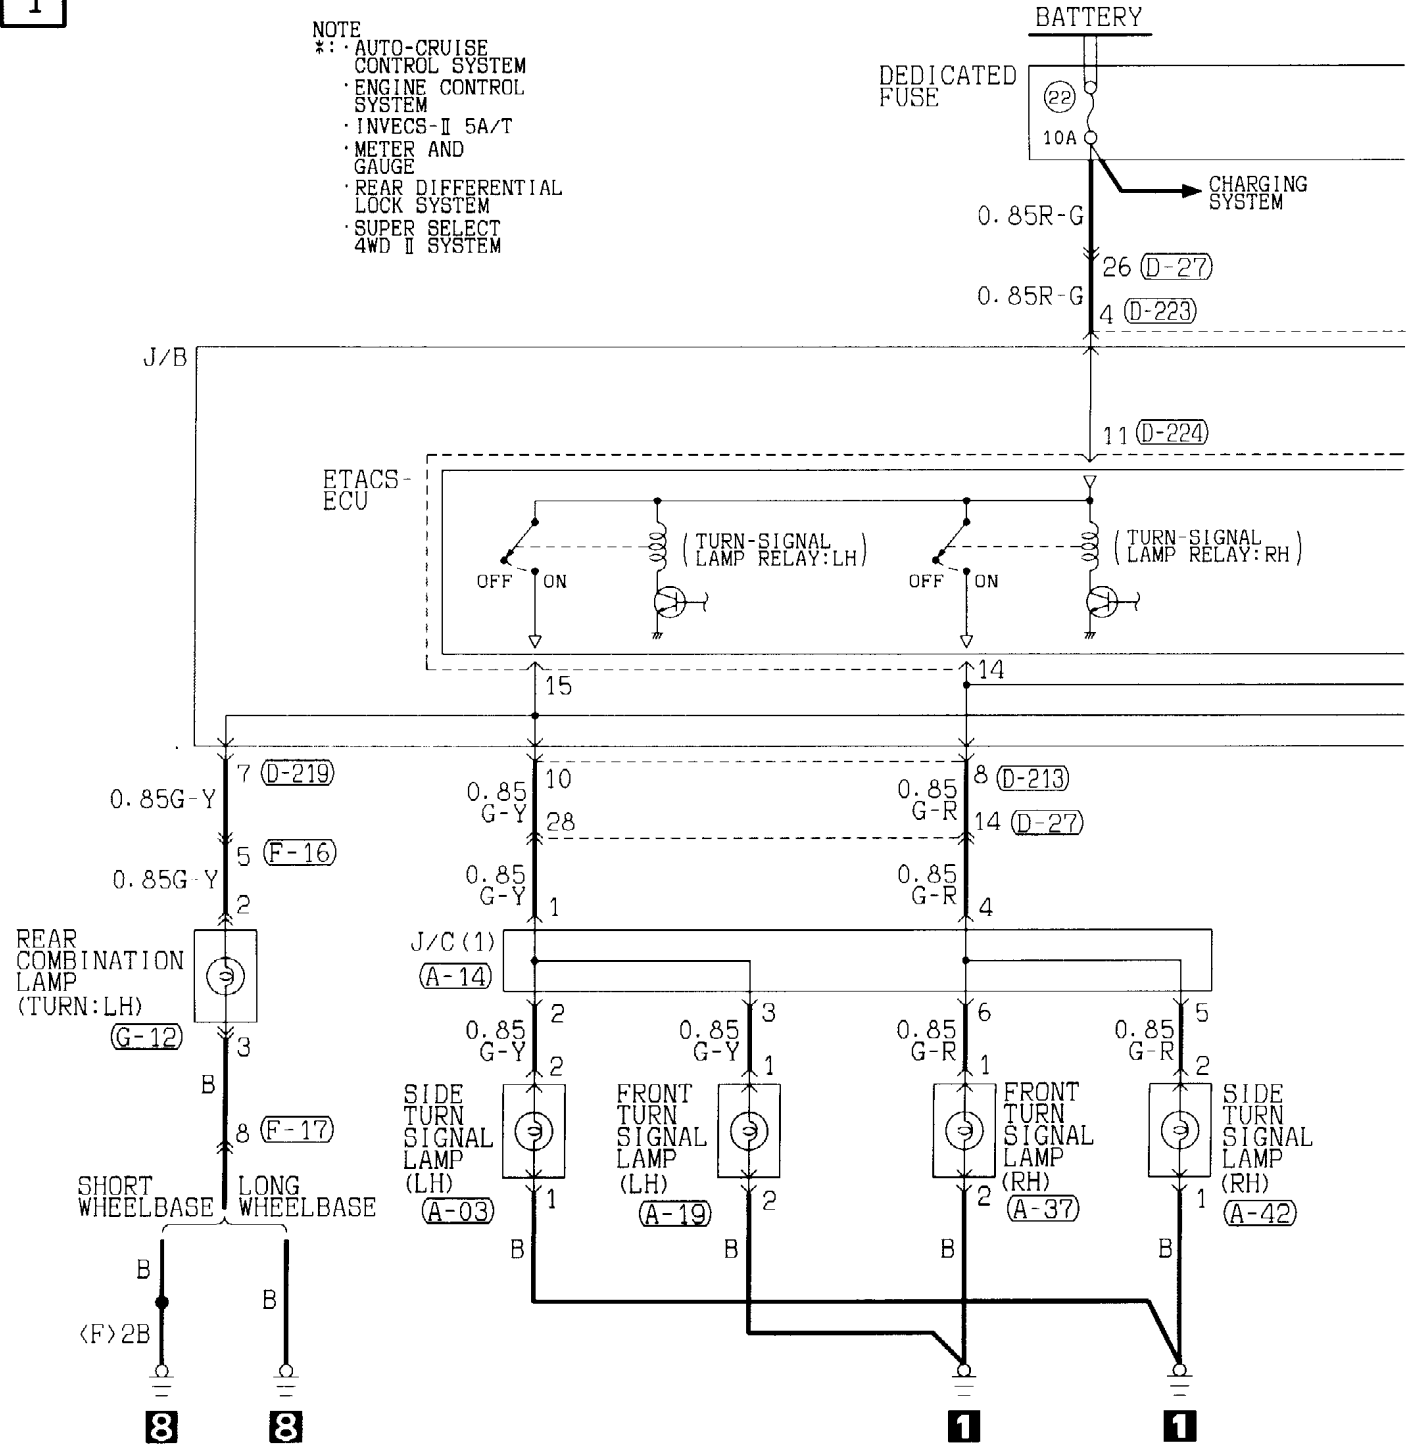 1
NOTE
*: ·AUTO-CRUISE
CONTROL SYSTEM
·ENGINE CONTROL
SYSTEM
·INVECS-Ⅱ 5A/T
·METER AND
GAUGE
·REAR DIFFERENTIAL
LOCK SYSTEM
·SUPER SELECT
4WD Ⅱ SYSTEM
BATTERY
DEDICATED
FUSE
22
10A
CHARGING
SYSTEM
0.85R-G
26 D-27
0.85R-G
4 D-223
J/B
11 D-224
ETACS-
ECU
(TURN-SIGNAL
LAMP RELAY:LH)
OFF ON
(TURN-SIGNAL
LAMP RELAY:RH)
OFF ON
15
14
7 D-219
0.85G-Y
5 F-16
0.85G-Y
2
10
0.85
G-Y
28
0.85
G-Y
1
8 D-213
0.85
G-R
14 D-27
0.85
G-R
4
REAR
COMBINATION
LAMP
(TURN:LH)
G-12
3
B
8 F-17
SHORT
WHEELBASE
LONG
WHEELBASE
B
<F>2B
B
8
8
J/C(1)
A-14
2
0.85
G-Y
2
3
0.85
G-Y
1
6
0.85
G-R
1
5
0.85
G-R
2
SIDE
TURN
SIGNAL
LAMP
(LH)
A-03
1
B
FRONT
TURN
SIGNAL
LAMP
(LH)
A-19
2
B
FRONT
TURN
SIGNAL
LAMP
(RH)
A-37
2
B
SIDE
TURN
SIGNAL
LAMP
(RH)
A-42
1
B
1
1